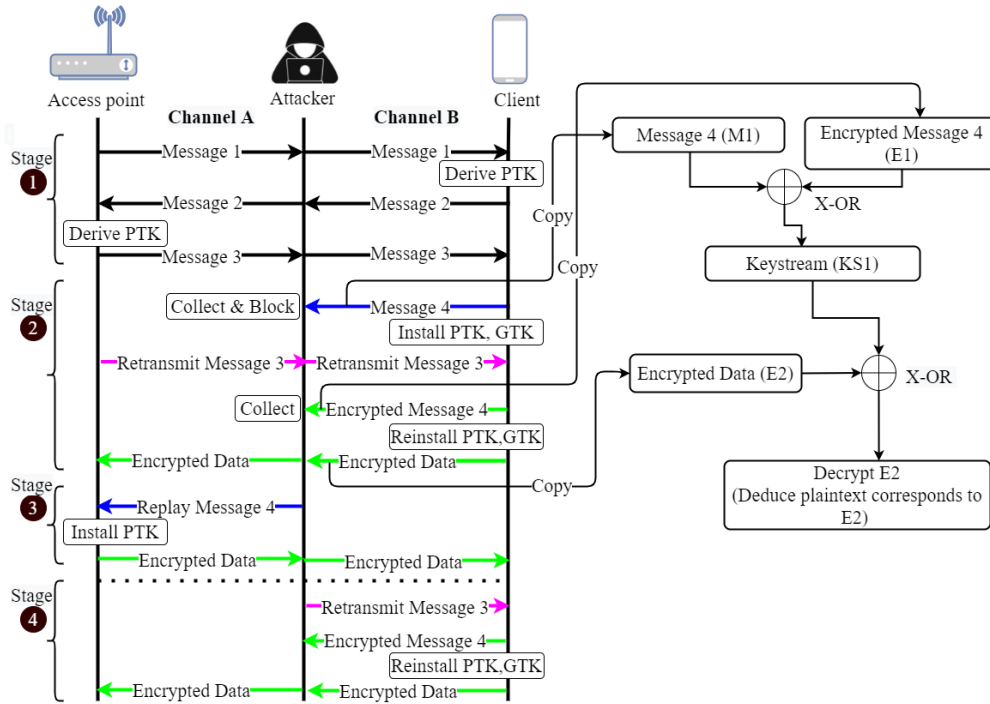 Access point
Attacker
Client
Channel A
Channel B
Stage
1
Message 1
Message 1
Derive PTK
Message 2
Message 2
Derive PTK
Message 3
Message 3
Stage
2
Collect & Block
Message 4
Install PTK, GTK
Retransmit Message 3
Retransmit Message 3
Collect
Encrypted Message 4
Reinstall PTK,GTK
Encrypted Data
Encrypted Data
Stage
3
Replay Message 4
Install PTK
Encrypted Data
Encrypted Data
Stage
4
Retransmit Message 3
Encrypted Message 4
Reinstall PTK,GTK
Encrypted Data
Encrypted Data
Copy
Copy
Copy
Message 4 (M1)
Encrypted Message 4
(E1)
X-OR
Keystream (KS1)
Encrypted Data (E2)
X-OR
Decrypt E2
(Deduce plaintext corresponds to
E2)